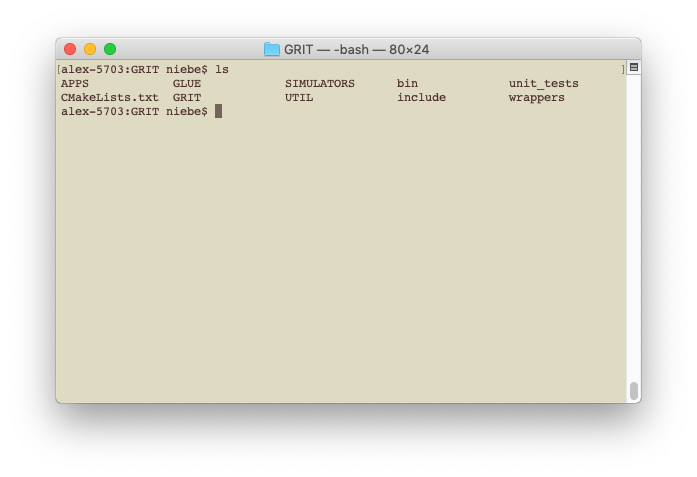 GRIT — -bash — 80×24
[alex-5703:GRIT niebe$ ls ]
APPS GLUE SIMULATORS bin unit_tests
CMakeLists.txt GRIT UTIL include wrappers
alex-5703:GRIT niebe$